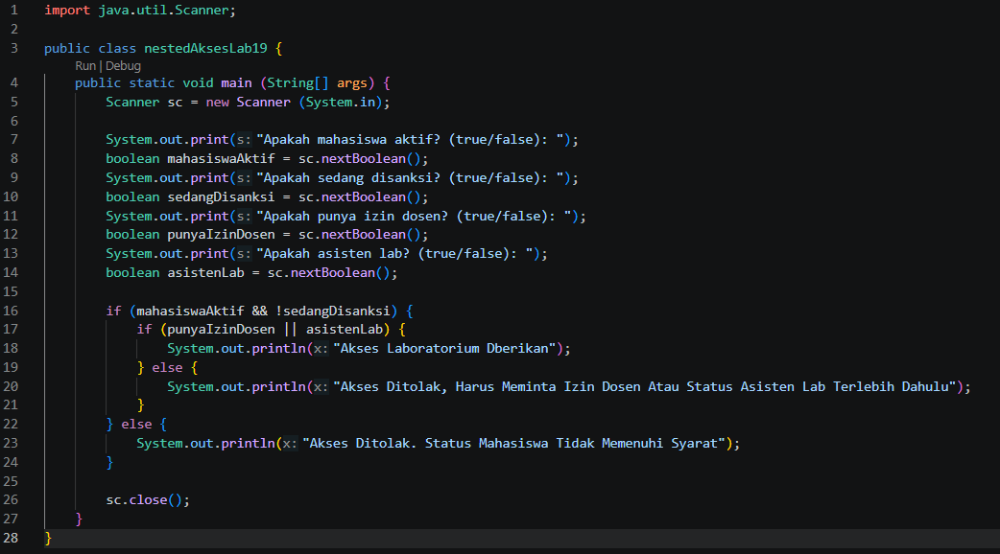 1 import java.util.Scanner;
2
3 public class nestedAksesLab19 {
Run | Debug
4 public static void main (String[] args) {
5 Scanner sc = new Scanner (System.in);
6
7 System.out.print(s: "Apakah mahasiswa aktif? (true/false): ");
8 boolean mahasiswaAktif = sc.nextBoolean();
9 System.out.print(s: "Apakah sedang disanksi? (true/false): ");
10 boolean sedangDisanksi = sc.nextBoolean();
11 System.out.print(s: "Apakah punya izin dosen? (true/false): ");
12 boolean punyaIzinDosen = sc.nextBoolean();
13 System.out.print(s: "Apakah asisten lab? (true/false): ");
14 boolean asistenLab = sc.nextBoolean();
15
16 if (mahasiswaAktif && !sedangDisanksi) {
17 if (punyaIzinDosen || asistenLab) {
18 System.out.println(x: "Akses Laboratorium Dberikan");
19 } else {
20 System.out.println(x: "Akses Ditolak, Harus Meminta Izin Dosen Atau Status Asisten Lab Terlebih Dahulu");
21 }
22 } else {
23 System.out.println(x: "Akses Ditolak. Status Mahasiswa Tidak Memenuhi Syarat");
24 }
25
26 sc.close();
27 }
28 }